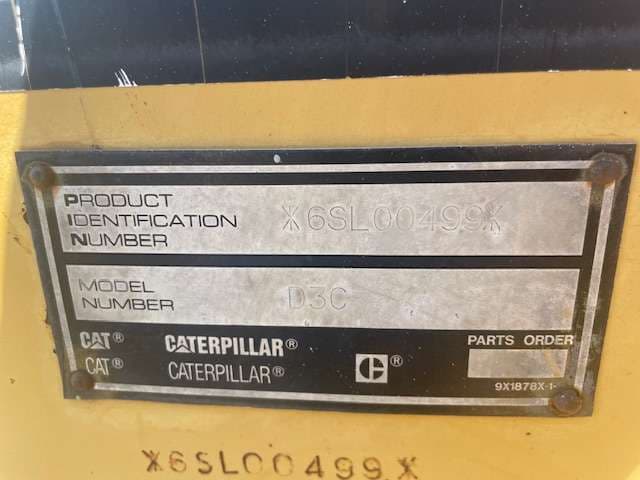 PRODUCT
IDENTIFICATION
NUMBER
X6SL00499X
MODEL
NUMBER
D3C
CAT® CATERPILLAR®
CAT® CATERPILLAR® C®
PARTS ORDER
9X1878X-1-
X6SL00499X